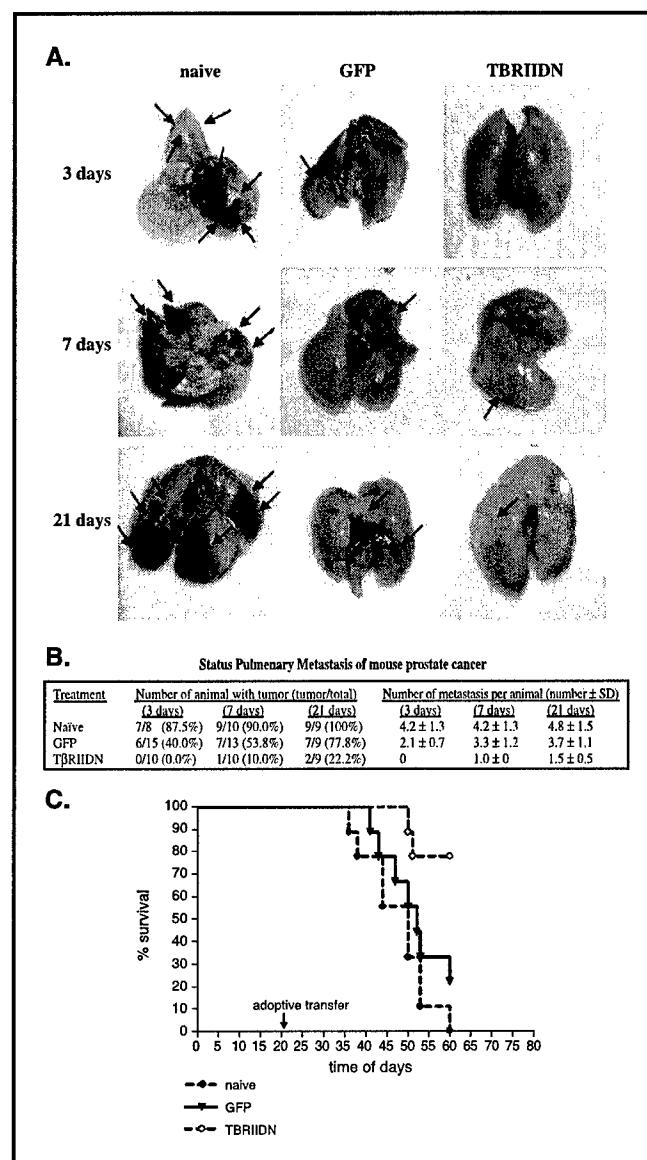 A.
naive GFP TBRIIDN
3 days
7 days
21 days
B.
Status Pulmonary Metastasis of mouse prostate cancer
Treatment Number of animal with tumor (tumor/total) Number of metastasis per animal (number ± SD)
(3 days) (7 days) (21 days) (3 days) (7 days) (21 days)
Naïve 7/8 (87.5%) 9/10 (90.0%) 9/9 (100%) 4.2 ± 1.3 4.2 ± 1.3 4.8 ± 1.5
GFP 6/15 (40.0%) 7/13 (53.8%) 7/9 (77.8%) 2.1 ± 0.7 3.3 ± 1.2 3.7 ± 1.1
TβRIIDN 0/10 (0.0%) 1/10 (10.0%) 2/9 (22.2%) 0 1.0 ± 0 1.5 ± 0.5
C.
100
90
80
70
60
50
40
30
20
10
0
% survival
adoptive transfer
0 5 10 15 20 25 30 35 40 45 50 55 60 65 70 75 80
time of days
naive
GFP
TBRIIDN